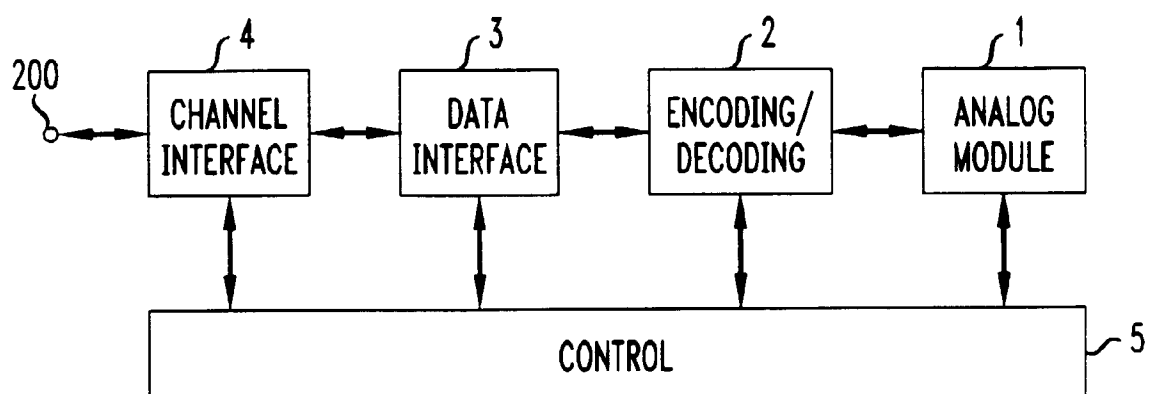 4
3
2
1
200
CHANNEL
INTERFACE
DATA
INTERFACE
ENCODING/
DECODING
ANALOG
MODULE
CONTROL
5